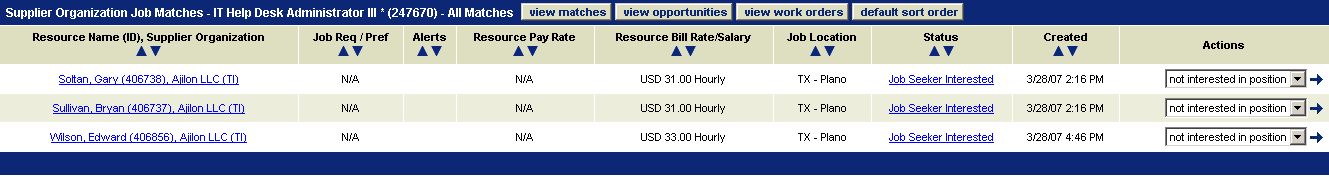 Supplier Organization Job Matches - IT Help Desk Administrator III * (247670) - All Matches view matches view opportunities view work orders default sort order
Resource Name (ID), Supplier Organization Job Req / Pref Alerts Resource Pay Rate Resource Bill Rate/Salary Job Location Status Created Actions
Soltan, Gary (406738), Ajilon LLC (TI) N/A N/A USD 31.00 Hourly TX - Plano Job Seeker Interested 3/28/07 2:16 PM not interested in position
Sullivan, Bryan (406737), Ajilon LLC (TI) N/A N/A USD 31.00 Hourly TX - Plano Job Seeker Interested 3/28/07 2:16 PM not interested in position
Wilson, Edward (406856), Ajilon LLC (TI) N/A N/A USD 33.00 Hourly TX - Plano Job Seeker Interested 3/28/07 4:46 PM not interested in position